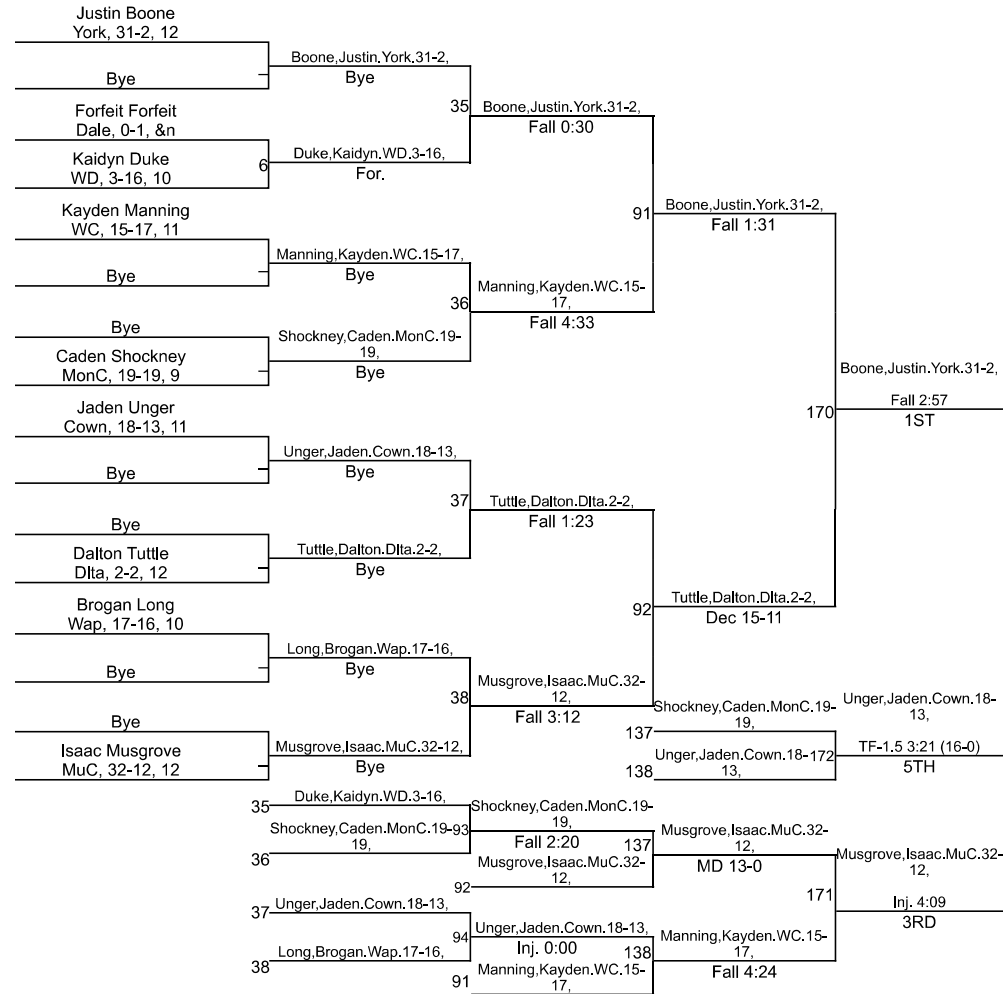 Justin Boone
York, 31-2, 12
Boone,Justin.York.31-2,
Bye
Bye
35
Boone,Justin.York.31-2,
Fall 0:30
Forfeit Forfeit
Dale, 0-1, &n
Kaidyn Duke
WD, 3-16, 10
6
Duke,Kaidyn.WD.3-16,
For.
Kayden Manning
WC, 15-17, 11
91
Boone,Justin.York.31-2,
Fall 1:31
Manning,Kayden.WC.15-17,
Bye
Bye
36
Manning,Kayden.WC.15-
17,
Fall 4:33
Bye
Shockney,Caden.MonC.19-
19,
Bye
Caden Shockney
MonC, 19-19, 9
Boone,Justin.York.31-2,
Fall 2:57
170
1ST
Jaden Unger
Cown, 18-13, 11
Unger,Jaden.Cown.18-13,
Bye
Bye
37
Tuttle,Dalton.Dlta.2-2,
Fall 1:23
Bye
Dalton Tuttle
Dlta, 2-2, 12
Tuttle,Dalton.Dlta.2-2,
Bye
Brogan Long
Wap, 17-16, 10
92
Tuttle,Dalton.Dlta.2-2,
Dec 15-11
Long,Brogan.Wap.17-16,
Bye
Bye
38
Musgrove,Isaac.MuC.32-
12,
Fall 3:12
Bye
Isaac Musgrove
MuC, 32-12, 12
Musgrove,Isaac.MuC.32-12,
Bye
Shockney,Caden.MonC.19-
19,
137
Unger,Jaden.Cown.18-
13,
138
172
Unger,Jaden.Cown.18-
13,
TF-1.5 3:21 (16-0)
5TH
35
Duke,Kaidyn.WD.3-16,
Shockney,Caden.MonC.19-
19,
36
93
Shockney,Caden.MonC.19-
19,
Fall 2:20
137
Musgrove,Isaac.MuC.32-
12,
92
Musgrove,Isaac.MuC.32-
12,
MD 13-0
171
Musgrove,Isaac.MuC.32-
12,
Inj. 4:09
3RD
37
Unger,Jaden.Cown.18-13,
94
Unger,Jaden.Cown.18-13,
Inj. 0:00
138
38
Long,Brogan.Wap.17-16,
Manning,Kayden.WC.15-
17,
Fall 4:24
91
Manning,Kayden.WC.15-
17,